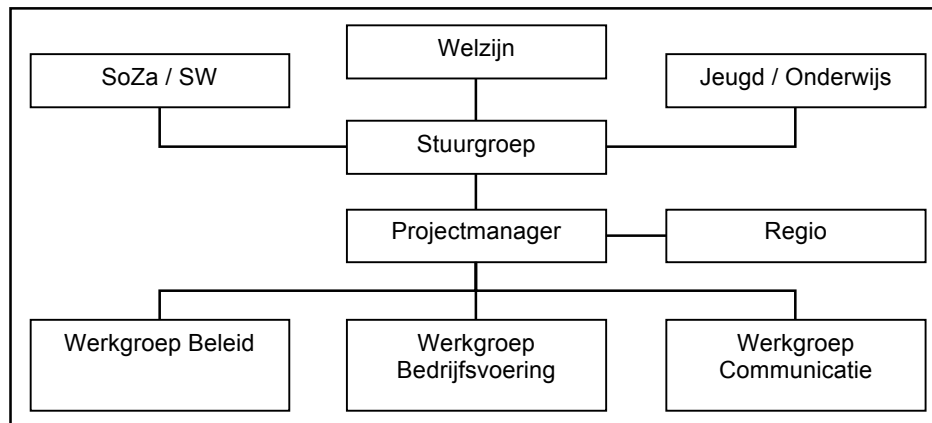 Welzijn
SoZa / SW
Jeugd / Onderwijs
Stuurgroep
Projectmanager
Regio
Werkgroep Beleid
Werkgroep
Bedrijfsvoering
Werkgroep
Communicatie